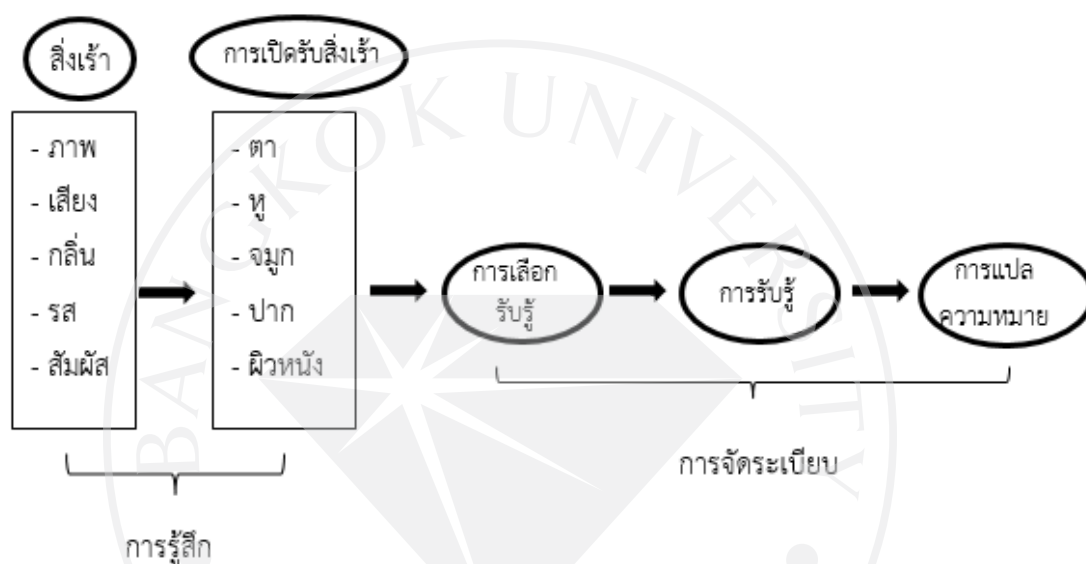 สิ่งเร้า
การเปิดรับสิ่งเร้า
- ภาพ
- เสียง
- กลิ่น
- รส
- สัมผัส
- ตา
- หู
- จมูก
- ปาก
- ผิวหนัง
การเลือก
รับรู้
การรับรู้
การแปล
ความหมาย
การรู้สึก
การจัดระเบียบ
BANGKOK UNIVERSITY